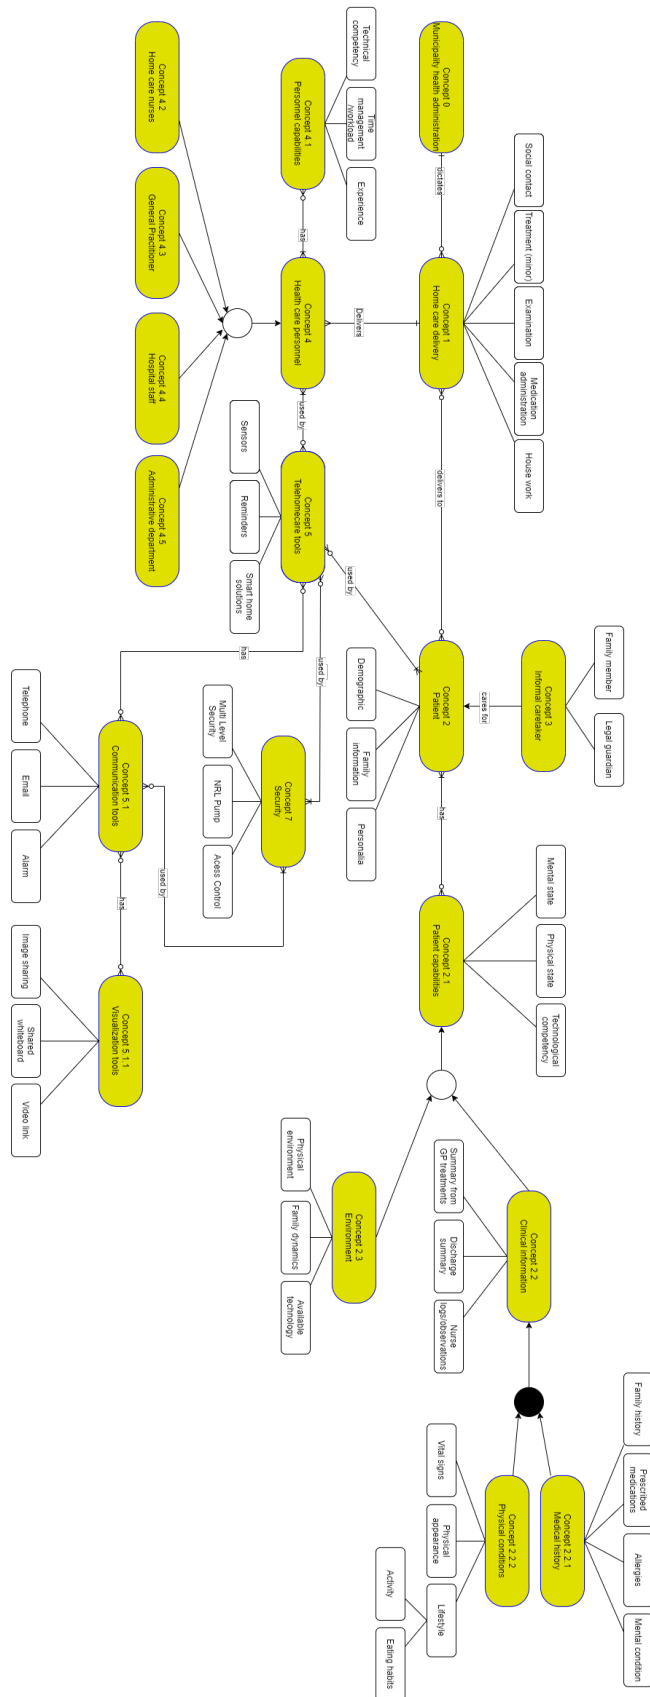 Concept 0
Municipality health administration
dictates
Concept 1
Home care delivery
Social contact
Treatment (minor)
Examination
Medication
administration
House work
Concept 4.1
Personnel capabilities
Technical
competency
Time
management
/workload
Experience
has
Concept 4
Health care personnel
Delivers
Concept 4.2
Home care nurses
Concept 4.3
General Practitioner
Concept 4.4
Hospital staff
Concept 4.5
Administrative department
used by
Concept 5
Telehomecare tools
Sensors
Reminders
Smart home
solutions
delivers to
used by
used by
has
Concept 3
Informal caretaker
Family member
Legal guardian
cares for
Concept 2
Patient
Demographic
Family
information
Personalia
has
Concept 7
Security
Multi Level
Security
NRL Pump
Acess Control
Concept 5.1
Communication tools
Telephone
Email
Alarm
used by
has
Concept 5.1.1
Visualization tools
Image sharing
Shared
whiteboard
Video link
Concept 2.1
Patient capabilities
Mental state
Physical state
Technological
competency
Concept 2.3
Environment
Physical
environment
Family dynamics
Available
technology
Concept 2.2
Clinical information
Summary from
GP treatments
Discharge
summary
Nurse
logs/observations
Concept 2.2.1
Medical history
Family history
Prescribed
medications
Allergies
Mental condition
Concept 2.2.2
Physical conditions
Vital signs
Physical
appearance
Lifestyle
Activity
Eating habits